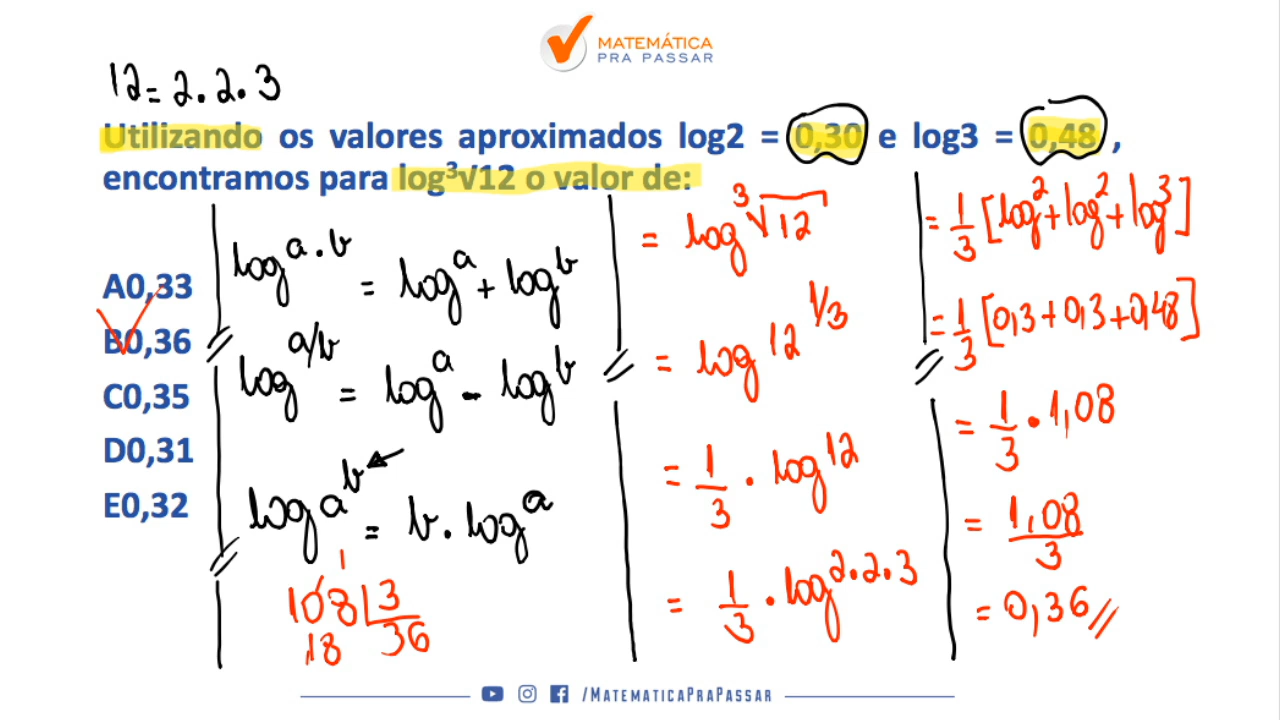 MATEMÁTICA
PRA PASSAR
12 = 2.2.3
Utilizando os valores aproximados log2 = 0,30 e log3 = 0,48 ,
encontramos para log³√12 o valor de:
A0,33
B0,36
C0,35
D0,31
E0,32
log a.b = log a + log b
log a/b = log a - log b
log a^b = b . log a
108 | 3
18 36
1
= log ³√12
= log 12^1/3
= 1/3 . log 12
= 1/3 . log 2.2.3
= 1/3 [log 2 + log 2 + log 3]
= 1/3 [0,3 + 0,3 + 0,48]
= 1/3 . 1,08
= 1,08/3
= 0,36 //
/MATEMATICAPRAPASSAR